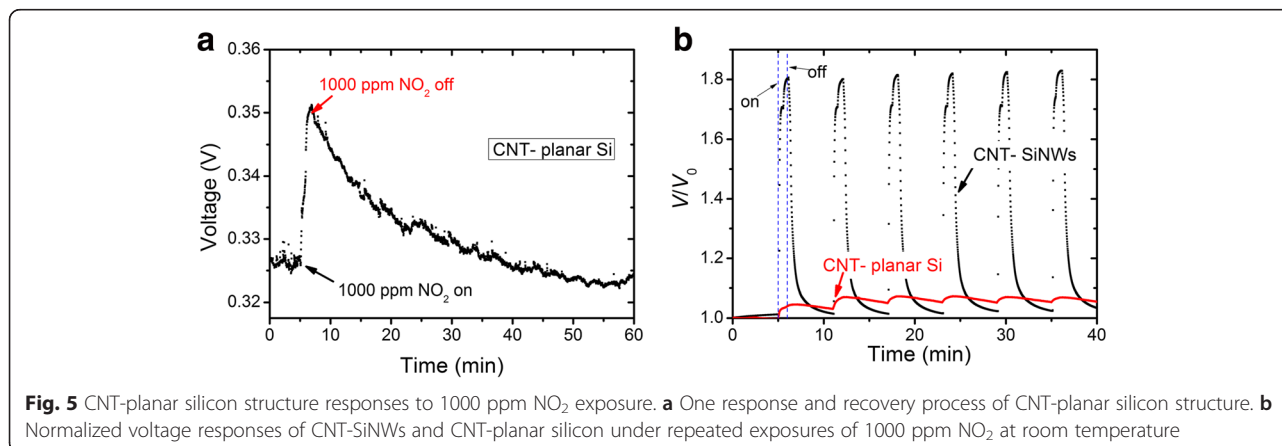 a
0.36
0.35
0.34
0.33
0.32
Voltage (V)
1000 ppm NO₂ off
CNT- planar Si
1000 ppm NO₂ on
0 10 20 30 40 50 60
Time (min)
b
1.8
1.6
1.4
1.2
1.0
V/V₀
on
off
CNT- SiNWs
CNT- planar Si
0 10 20 30 40
Time (min)
Fig. 5 CNT-planar silicon structure responses to 1000 ppm NO₂ exposure. a One response and recovery process of CNT-planar silicon structure. b
Normalized voltage responses of CNT-SiNWs and CNT-planar silicon under repeated exposures of 1000 ppm NO₂ at room temperature